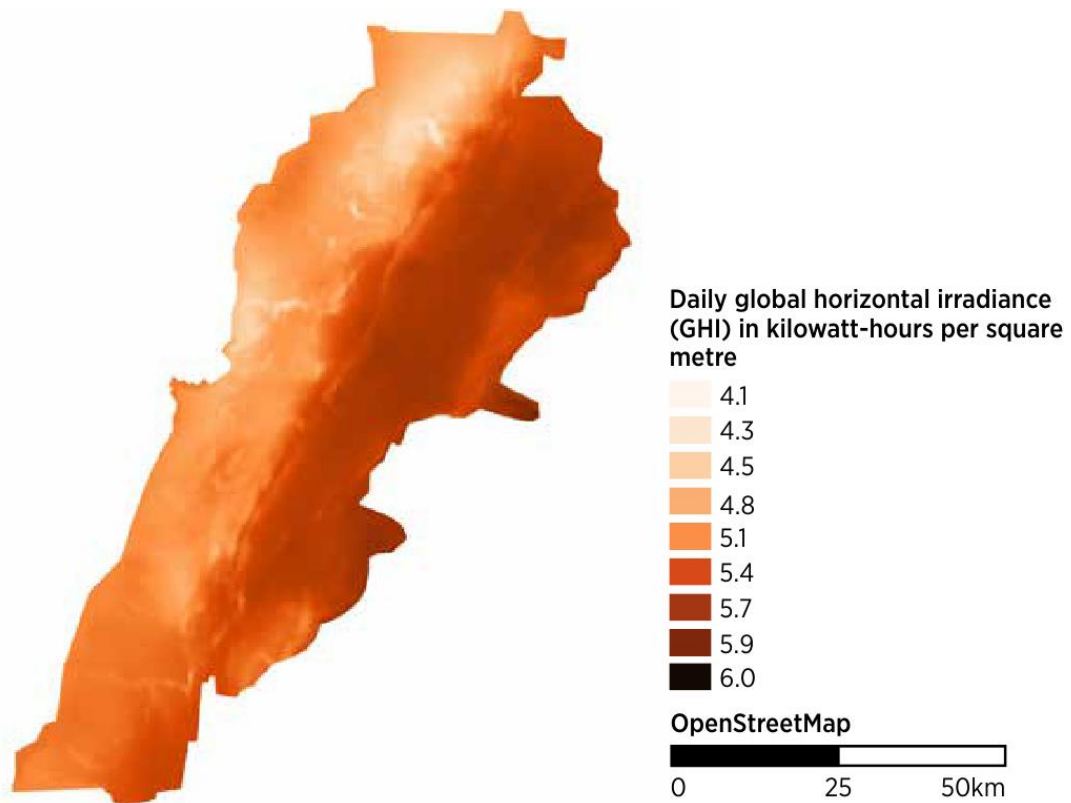 Daily global horizontal irradiance
(GHI) in kilowatt-hours per square
metre
4.1
4.3
4.5
4.8
5.1
5.4
5.7
5.9
6.0
OpenStreetMap
0 25 50km